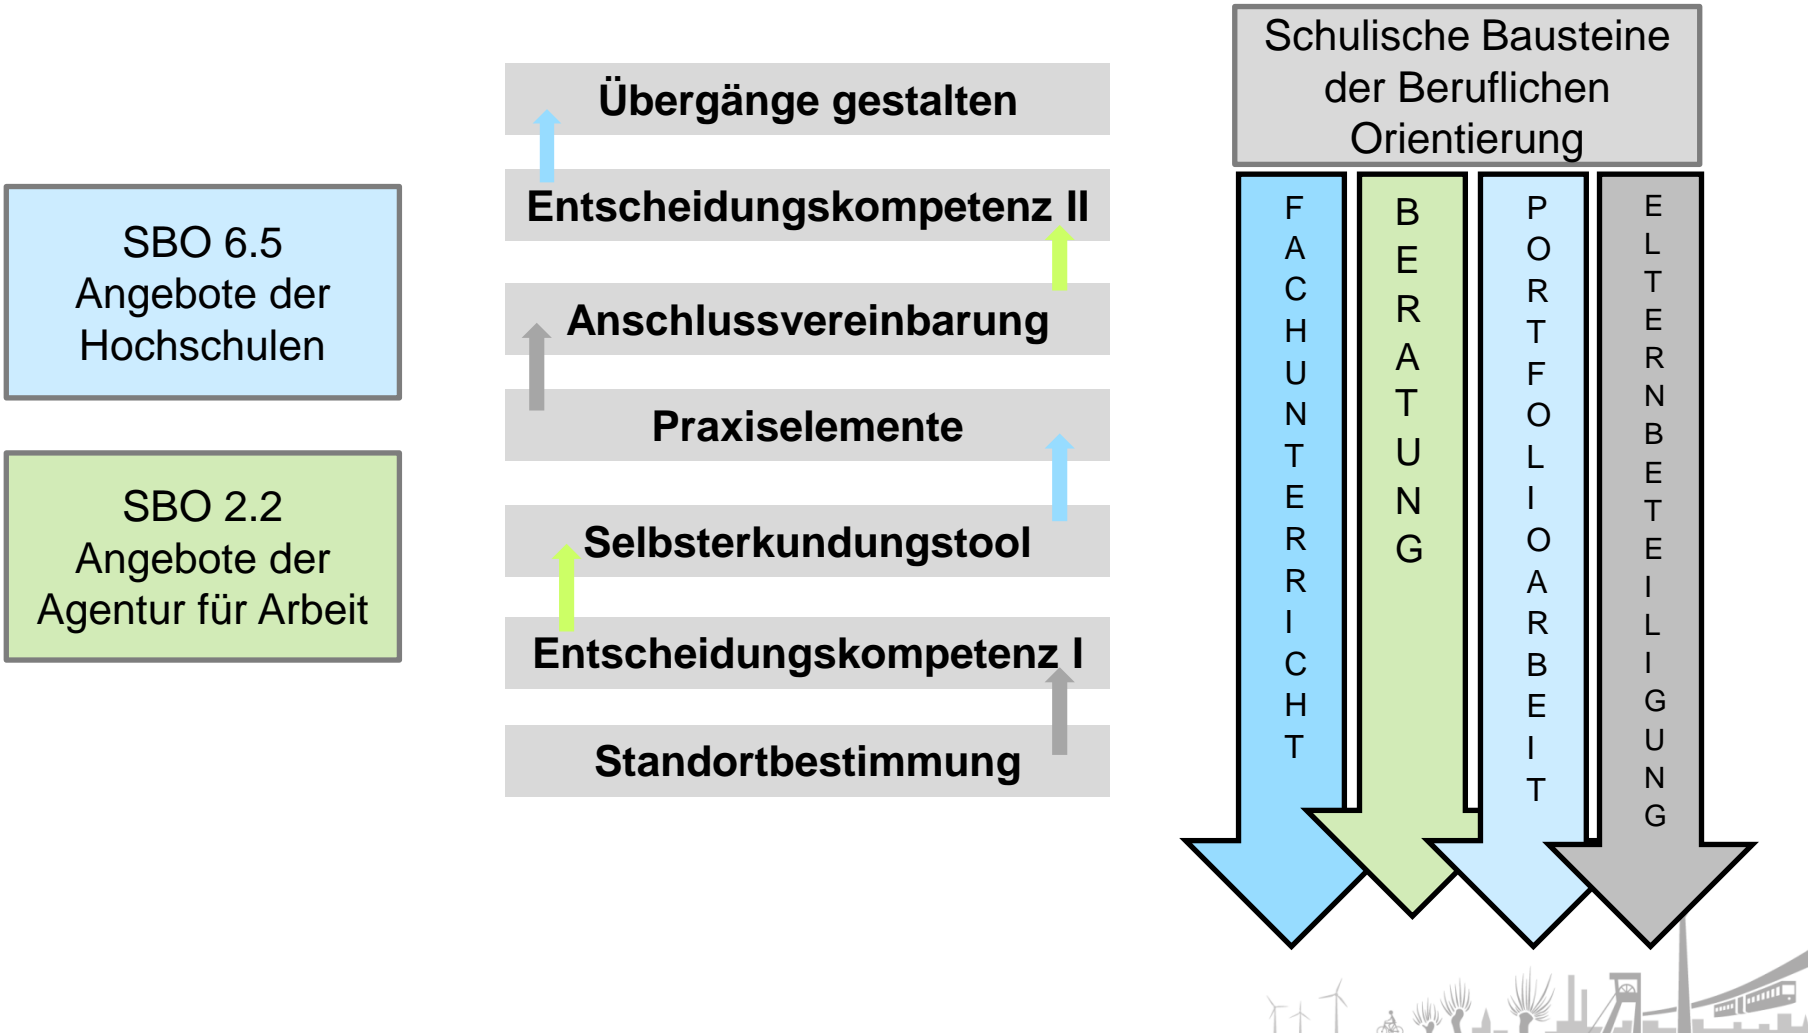 SBO 6.5
Angebote der
Hochschulen
SBO 2.2
Angebote der
Agentur für Arbeit
Übergänge gestalten
Entscheidungskompetenz II
Anschlussvereinbarung
Praxiselemente
Selbsterkundungstool
Entscheidungskompetenz I
Standortbestimmung
Schulische Bausteine
der Beruflichen
Orientierung
FACHUNTERRICHT
BERATUNG
PORTFOLIOARBEIT
ELTERNBETEILIGUNG